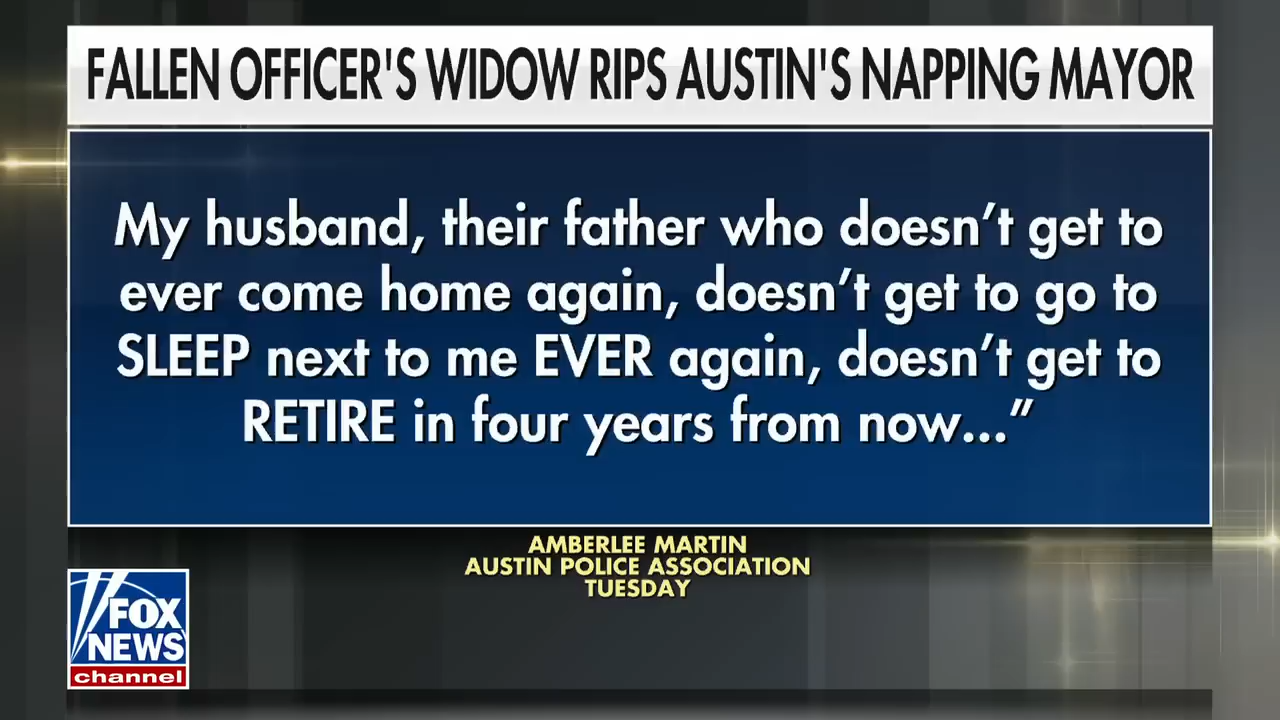 FALLEN OFFICER'S WIDOW RIPS AUSTIN'S NAPPING MAYOR
My husband, their father who doesn’t get to
ever come home again, doesn’t get to go to
SLEEP next to me EVER again, doesn’t get to
RETIRE in four years from now...”
AMBERLEE MARTIN
AUSTIN POLICE ASSOCIATION
TUESDAY
FOX
NEWS
channel